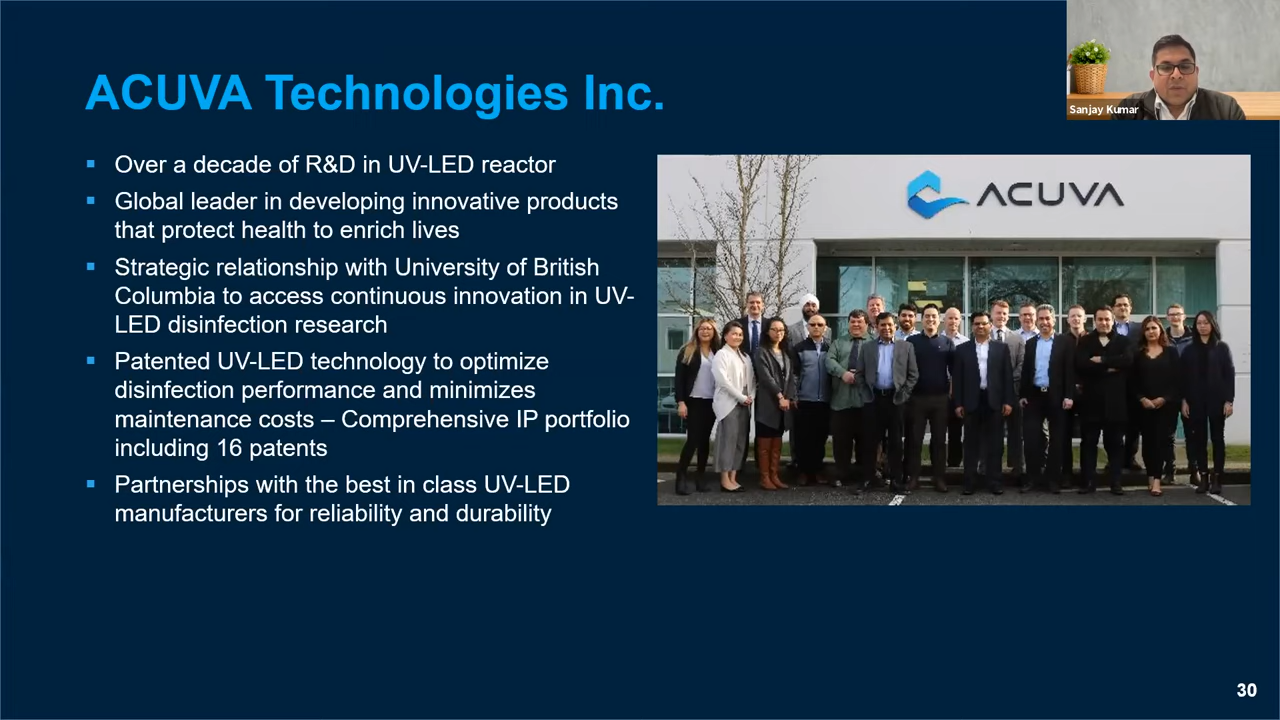 ACUVA Technologies Inc.
Sanjay Kumar
▪ Over a decade of R&D in UV-LED reactor
▪ Global leader in developing innovative products
that protect health to enrich lives
▪ Strategic relationship with University of British
Columbia to access continuous innovation in UV-
LED disinfection research
▪ Patented UV-LED technology to optimize
disinfection performance and minimizes
maintenance costs – Comprehensive IP portfolio
including 16 patents
▪ Partnerships with the best in class UV-LED
manufacturers for reliability and durability
ACUVA
30